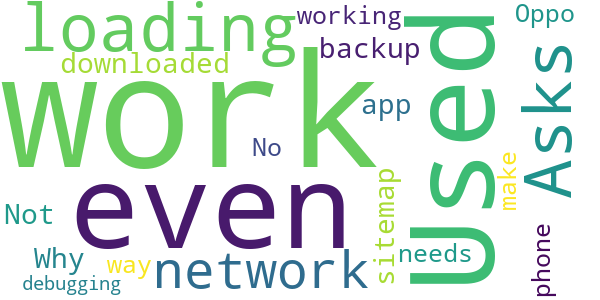 loading
working
Oppo
backup
downloaded
work
Used
Asks
app
No
even
sitemap
make
Not
Why
way
network
needs
phone
debugging